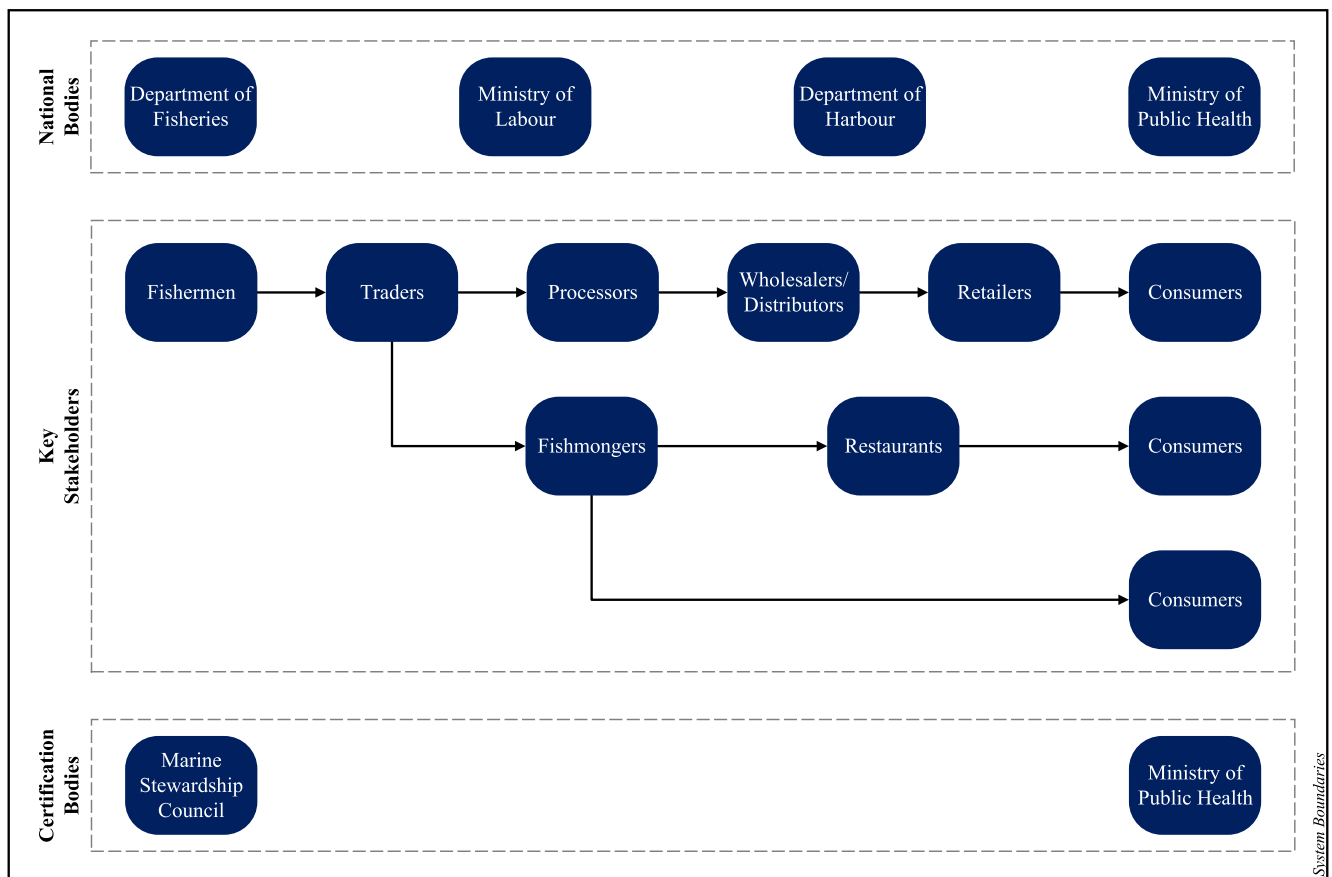 National
Bodies
Department of
Fisheries
Ministry of
Labour
Department of
Harbour
Ministry of
Public Health
Key
Stakeholders
Fishermen
Traders
Processors
Wholesalers/
Distributors
Retailers
Consumers
Fishmongers
Restaurants
Consumers
Consumers
Certification
Bodies
Marine
Stewardship
Council
Ministry of
Public Health
System Boundaries